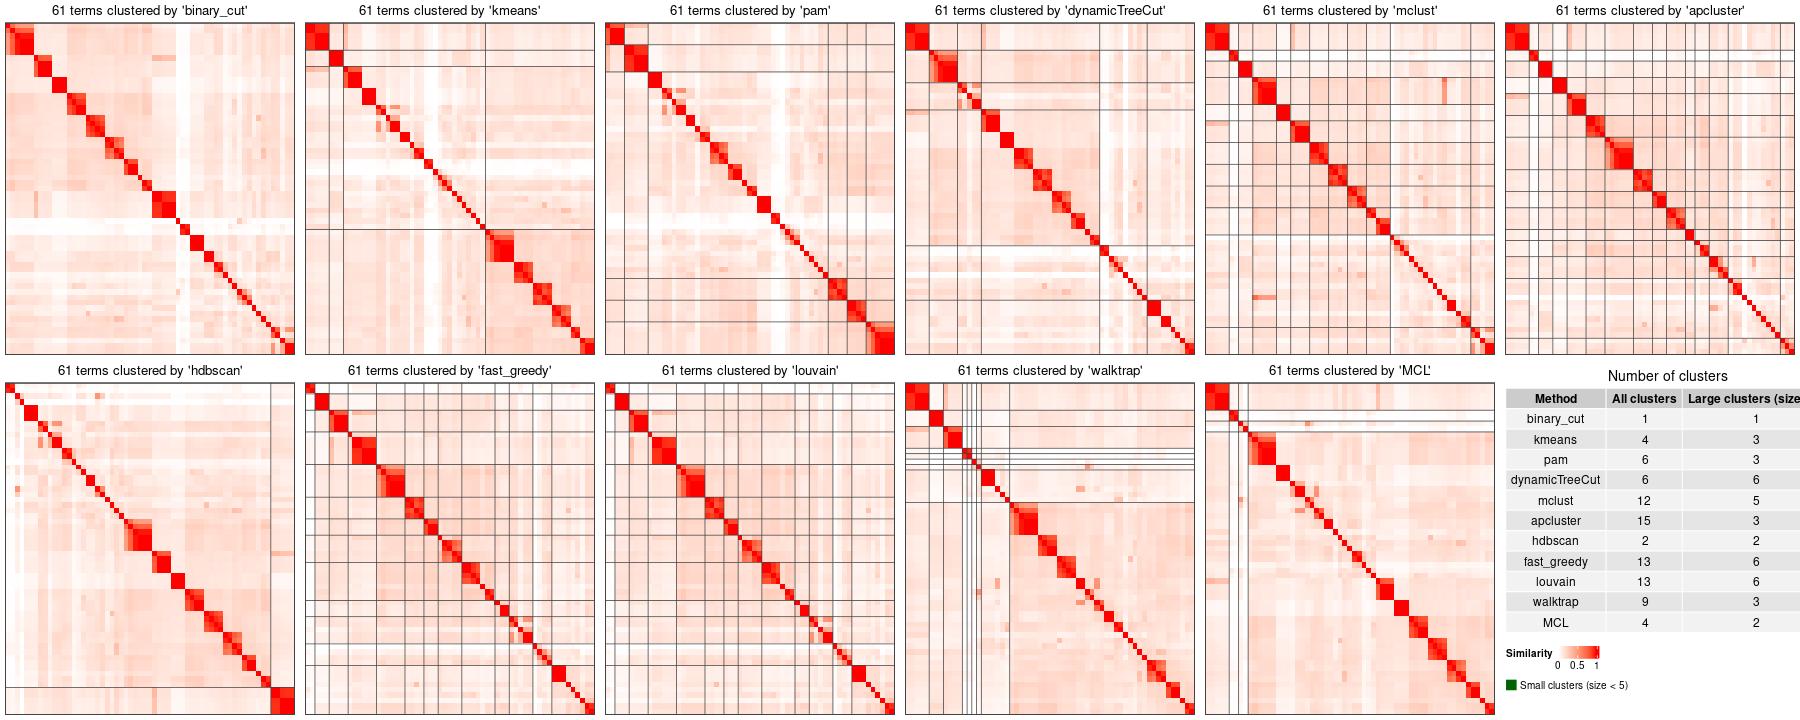 61 terms clustered by 'binary_cut'
61 terms clustered by 'kmeans'
61 terms clustered by 'pam'
61 terms clustered by 'dynamicTreeCut'
61 terms clustered by 'mclust'
61 terms clustered by 'apcluster'
61 terms clustered by 'hdbscan'
61 terms clustered by 'fast_greedy'
61 terms clustered by 'louvain'
61 terms clustered by 'walktrap'
61 terms clustered by 'MCL'
Number of clusters
Method All clusters Large clusters (size
binary_cut 1 1
kmeans 4 3
pam 6 3
dynamicTreeCut 6 6
mclust 12 5
apcluster 15 3
hdbscan 2 2
fast_greedy 13 6
louvain 13 6
walktrap 9 3
MCL 4 2
Similarity
0 0.5 1
Small clusters (size < 5)